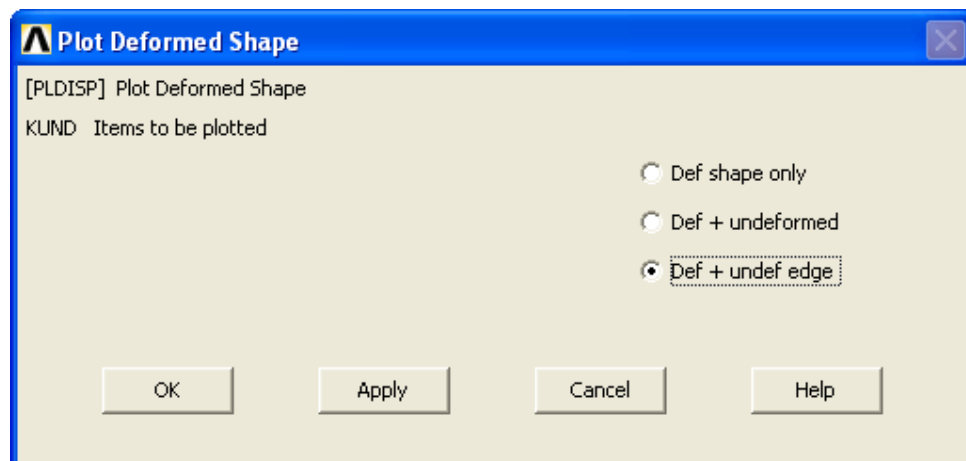 Plot Deformed Shape
[PLDISP] Plot Deformed Shape
KUND Items to be plotted
Def shape only
Def + undeformed
Def + undef edge
OK Apply Cancel Help